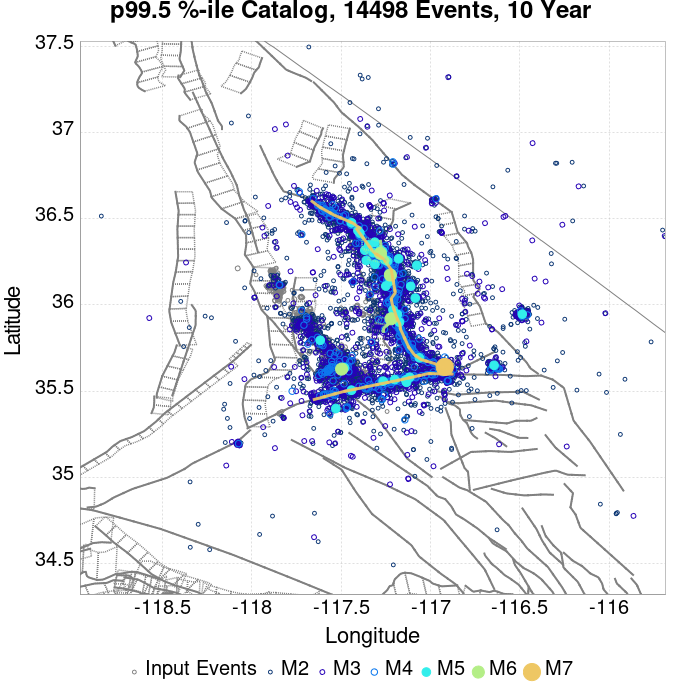 p99.5 %-ile Catalog, 14498 Events, 10 Year
37.5
37
36.5
36
35.5
35
34.5
Latitude
-118.5 -118 -117.5 -117 -116.5 -116
Longitude
Input Events M2 M3 M4 M5 M6 M7